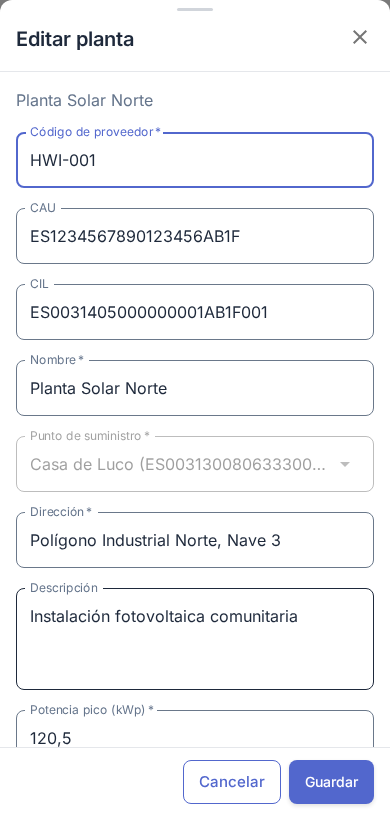 Editar planta
Planta Solar Norte
Código de proveedor *
HWI-001
CAU
ES1234567890123456AB1F
CIL
ES0031405000000001AB1F001
Nombre *
Planta Solar Norte
Punto de suministro *
Casa de Luco (ES003130080633300...
Dirección *
Polígono Industrial Norte, Nave 3
Descripción
Instalación fotovoltaica comunitaria
Potencia pico (kWp) *
120,5
Cancelar
Guardar